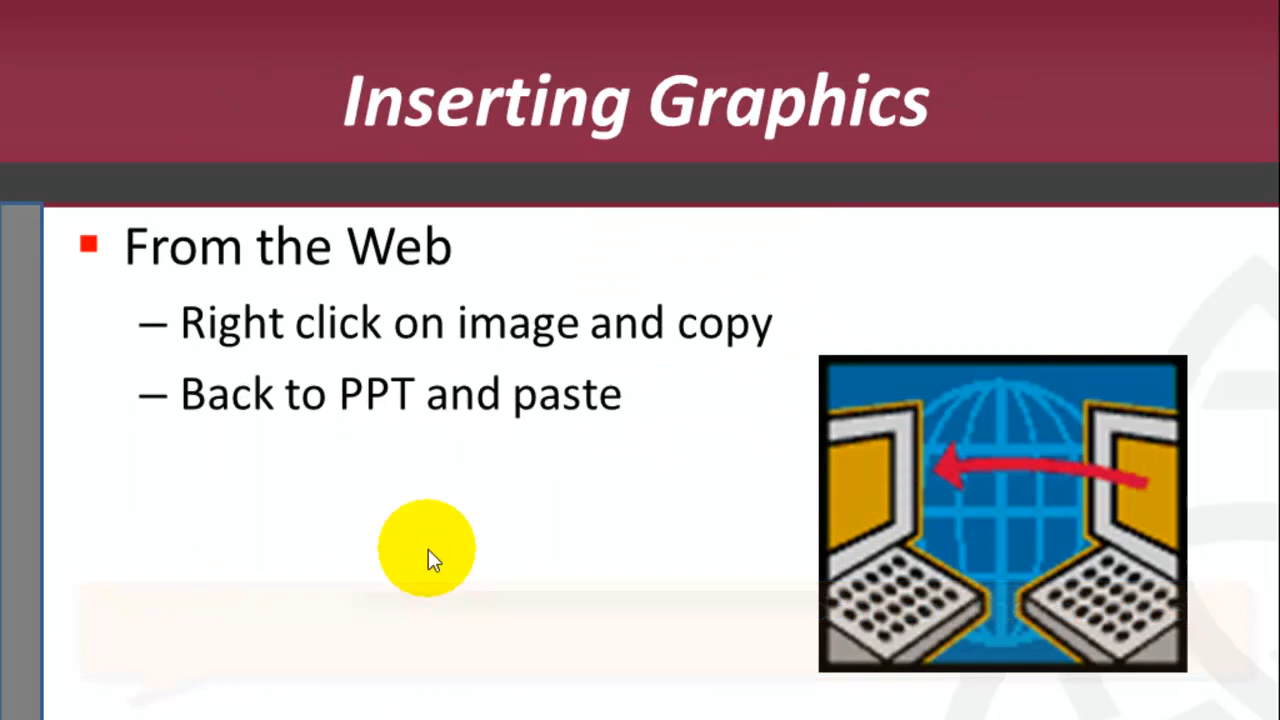 Inserting Graphics
From the Web
– Right click on image and copy
– Back to PPT and paste